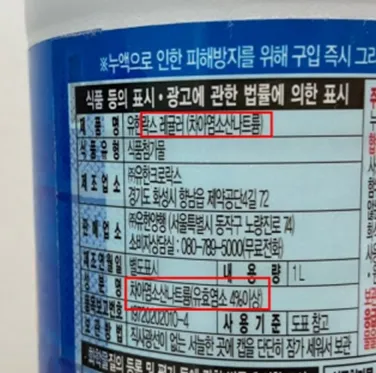 ※누액으로 인한 피해방지를 위해 구입 즉시 그
식품 등의 표시·광고에 관한 법률에 의한 표시
제 품 명 유한락스 레귤러 (차아염소산나트륨)
식 품 유 형 식품첨가물
제 조 업 소 ㈜유한크로락스
경기도 화성시 향남읍 제약공단4길 72
판 매 업 소 ㈜유한양행 (서울특별시 동작구 노량진로 74)
소비자상담실 : 080-788-5000(무료전화)
제조연월일 별도표시 내 용 량 1L
성 분 명 차아염소산나트륨(유효염소 4%이상)
품목보고번호 사 용 기 준 도표 참고
보 관 방 법 직사광선이 없는 서늘한 곳에 캡을 단단히 잠가 세워서 보관